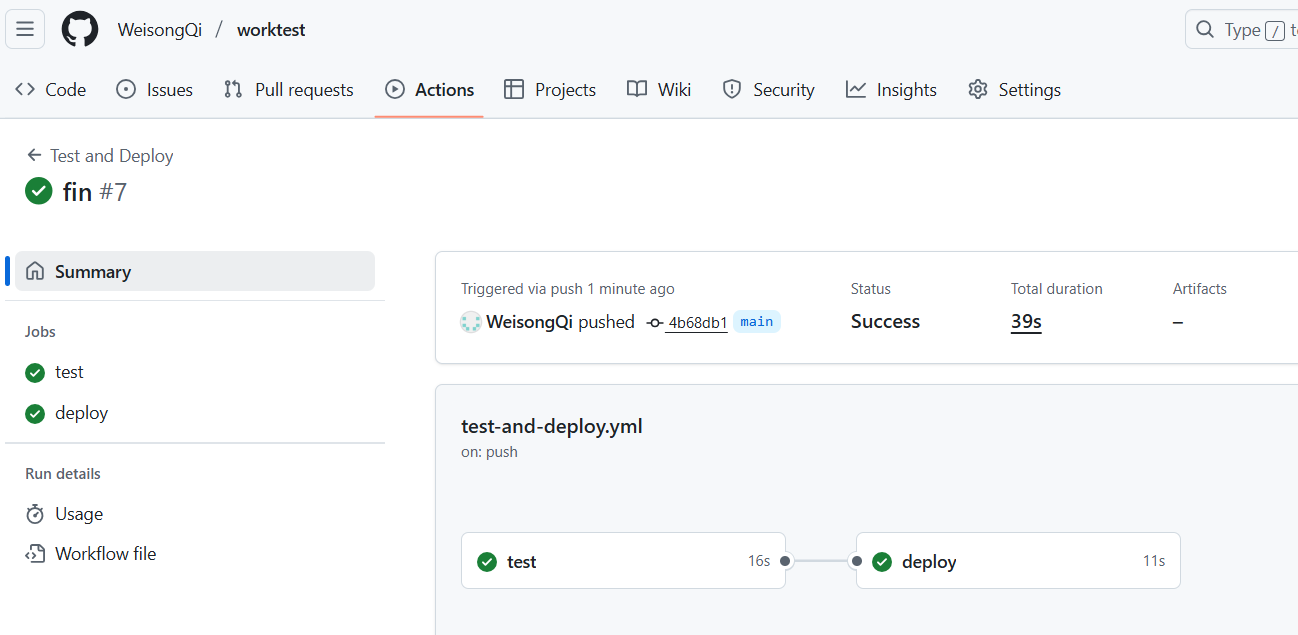 WeisongQi / worktest
Type / to
Code Issues Pull requests Actions Projects Wiki Security Insights Settings
← Test and Deploy
fin #7
Summary
Jobs
test
deploy
Run details
Usage
Workflow file
Triggered via push 1 minute ago
WeisongQi pushed 4b68db1 main
Status
Success
Total duration
39s
Artifacts
–
test-and-deploy.yml
on: push
test 16s
deploy 11s